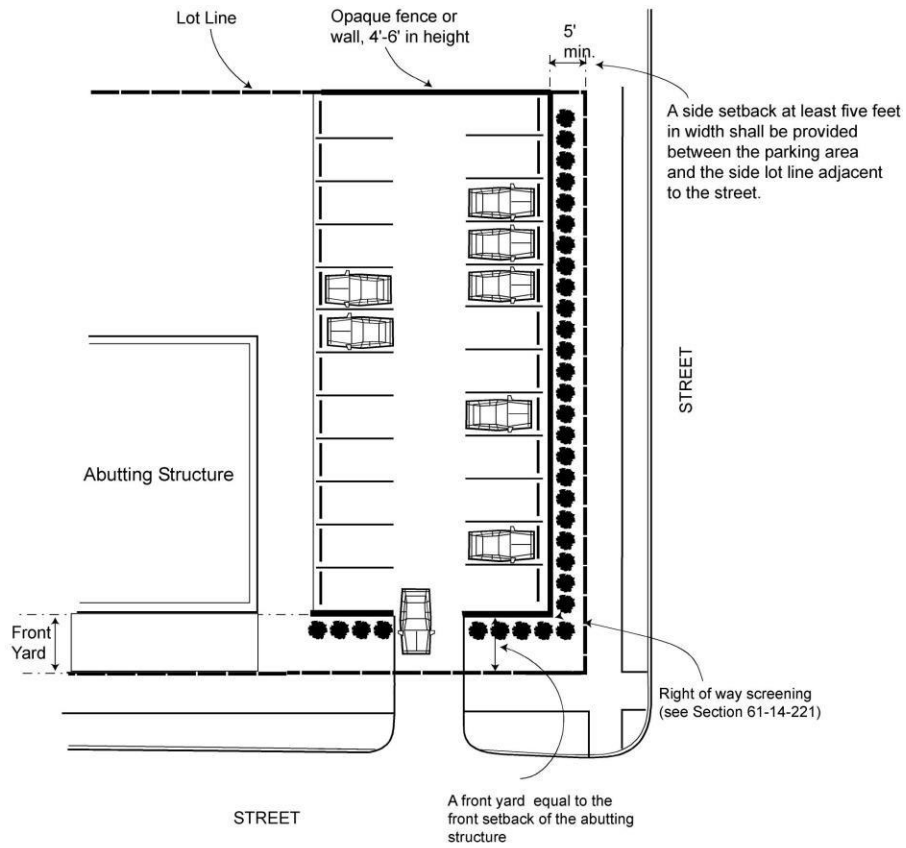 Lot Line
Opaque fence or
wall, 4'-6' in height
5'
min.
A side setback at least five feet
in width shall be provided
between the parking area
and the side lot line adjacent
to the street.
STREET
Abutting Structure
Front
Yard
Right of way screening
(see Section 61-14-221)
A front yard equal to the
front setback of the abutting
structure
STREET